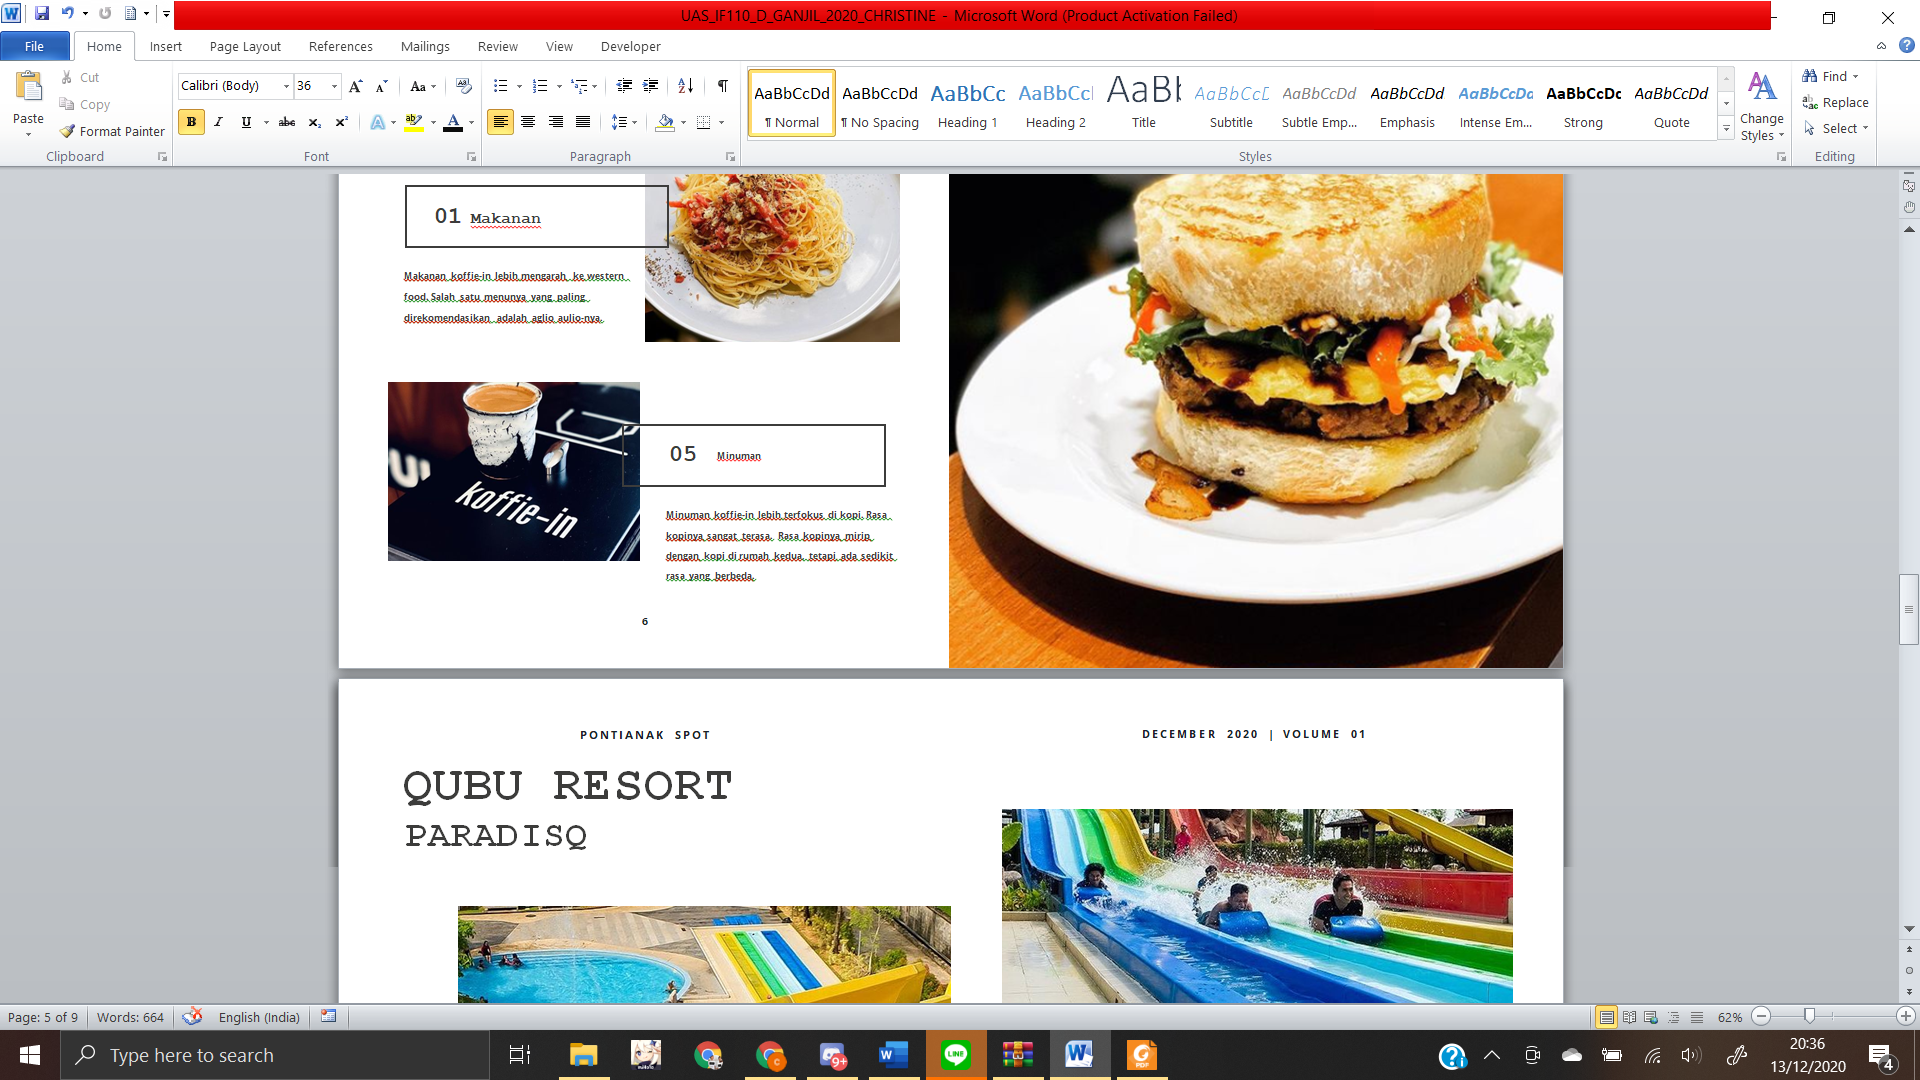 UAS_IF110_D_GANJIL_2020_CHRISTINE - Microsoft Word (Product Activation Failed)
File Home Insert Page Layout References Mailings Review View Developer
Paste
Cut
Copy
Format Painter
Clipboard
Calibri (Body) 36
Font
Paragraph
AaBbCcDd AaBbCcDd AaBbCc AaBbCcI AaBb AaBbCcD AaBbCcDd AaBbCcDd AaBbCcDd AaBbCcDc AaBbCcDd
¶ Normal ¶ No Spacing Heading 1 Heading 2 Title Subtitle Subtle Emp... Emphasis Intense Em... Strong Quote
Styles
Change Styles
Find
Replace
Select
Editing
01 Makanan
Makanan koffie-in lebih mengarah ke western
food. Salah satu menunya yang paling
direkomendasikan adalah aglio aulio-nya.
koffie-in
05 Minuman
Minuman koffie-in lebih terfokus di kopi. Rasa
kopinya sangat terasa. Rasa kopinya mirip
dengan kopi di rumah kedua, tetapi ada sedikit
rasa yang berbeda.
6
PONTIANAK SPOT
DECEMBER 2020 | VOLUME 01
QUBU RESORT
PARADISQ
Page: 5 of 9 Words: 664 English (India) 62%
Type here to search
9+
LINE
PDF
20:36
13/12/2020
4